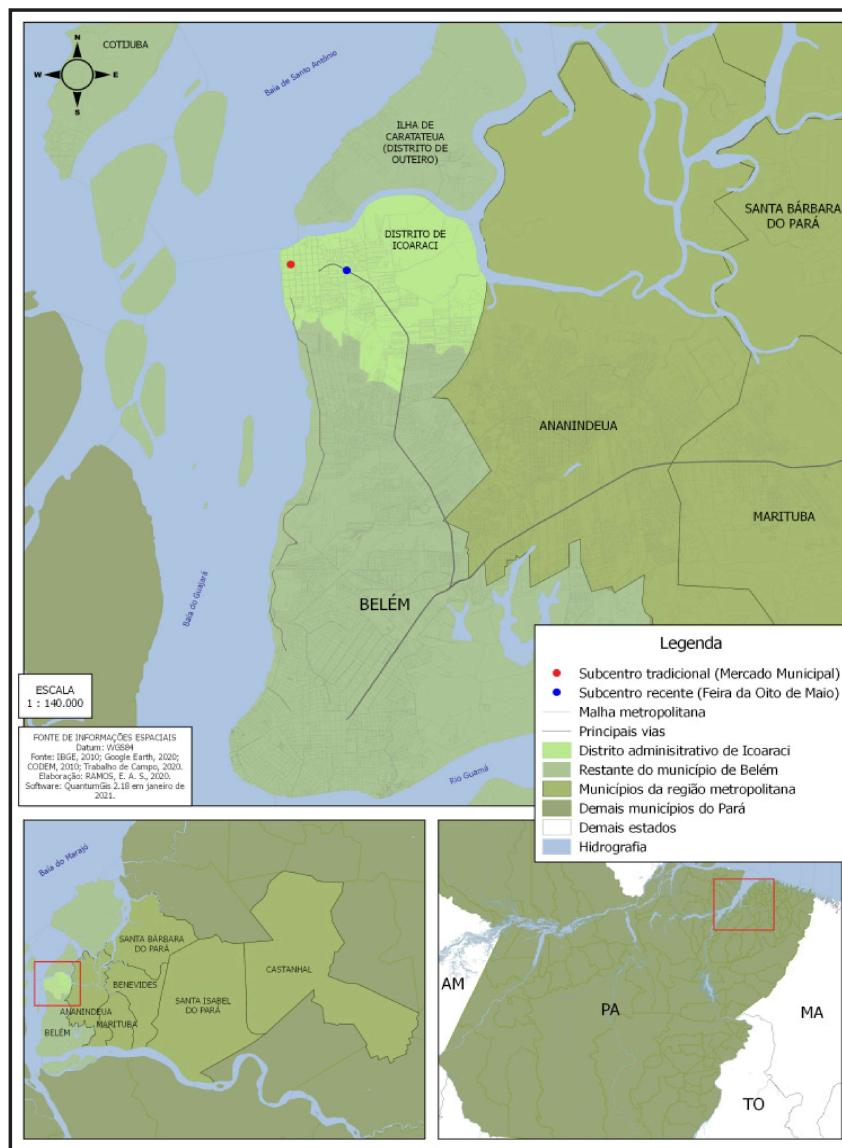 COTIJUBA
N
W
E
S
Baía de Santo Antônio
ILHA DE
CARATATEUA
(DISTRITO DE
OUTEIRO)
SANTA BÁRBARA
DO PARÁ
DISTRITO DE
ICOARACI
ANANINDEUA
MARITUBA
BELÉM
Baía do Guajará
Rio Guamá
ESCALA
1 : 140.000
FONTE DE INFORMAÇÕES ESPACIAIS
Datum: WGS84
Fonte: IBGE, 2010; Google Earth, 2020;
CODEM, 2010; Trabalho de Campo, 2020.
Elaboração: RAMOS, E. A. S., 2020.
Software: QuantumGis 2.18 em janeiro de
2021.
Legenda
Subcentro tradicional (Mercado Municipal)
Subcentro recente (Feira da Oito de Maio)
Malha metropolitana
Principais vias
Distrito adminisitrativo de Icoaraci
Restante do município de Belém
Municípios da região metropolitana
Demais municípios do Pará
Demais estados
Hidrografia
Baía do Marajó
SANTA BÁRBARA
DO PARÁ
BENEVIDES
CASTANHAL
SANTA ISABEL
DO PARÁ
ANANINDEUA
MARITUBA
BELÉM
AM
PA
MA
TO